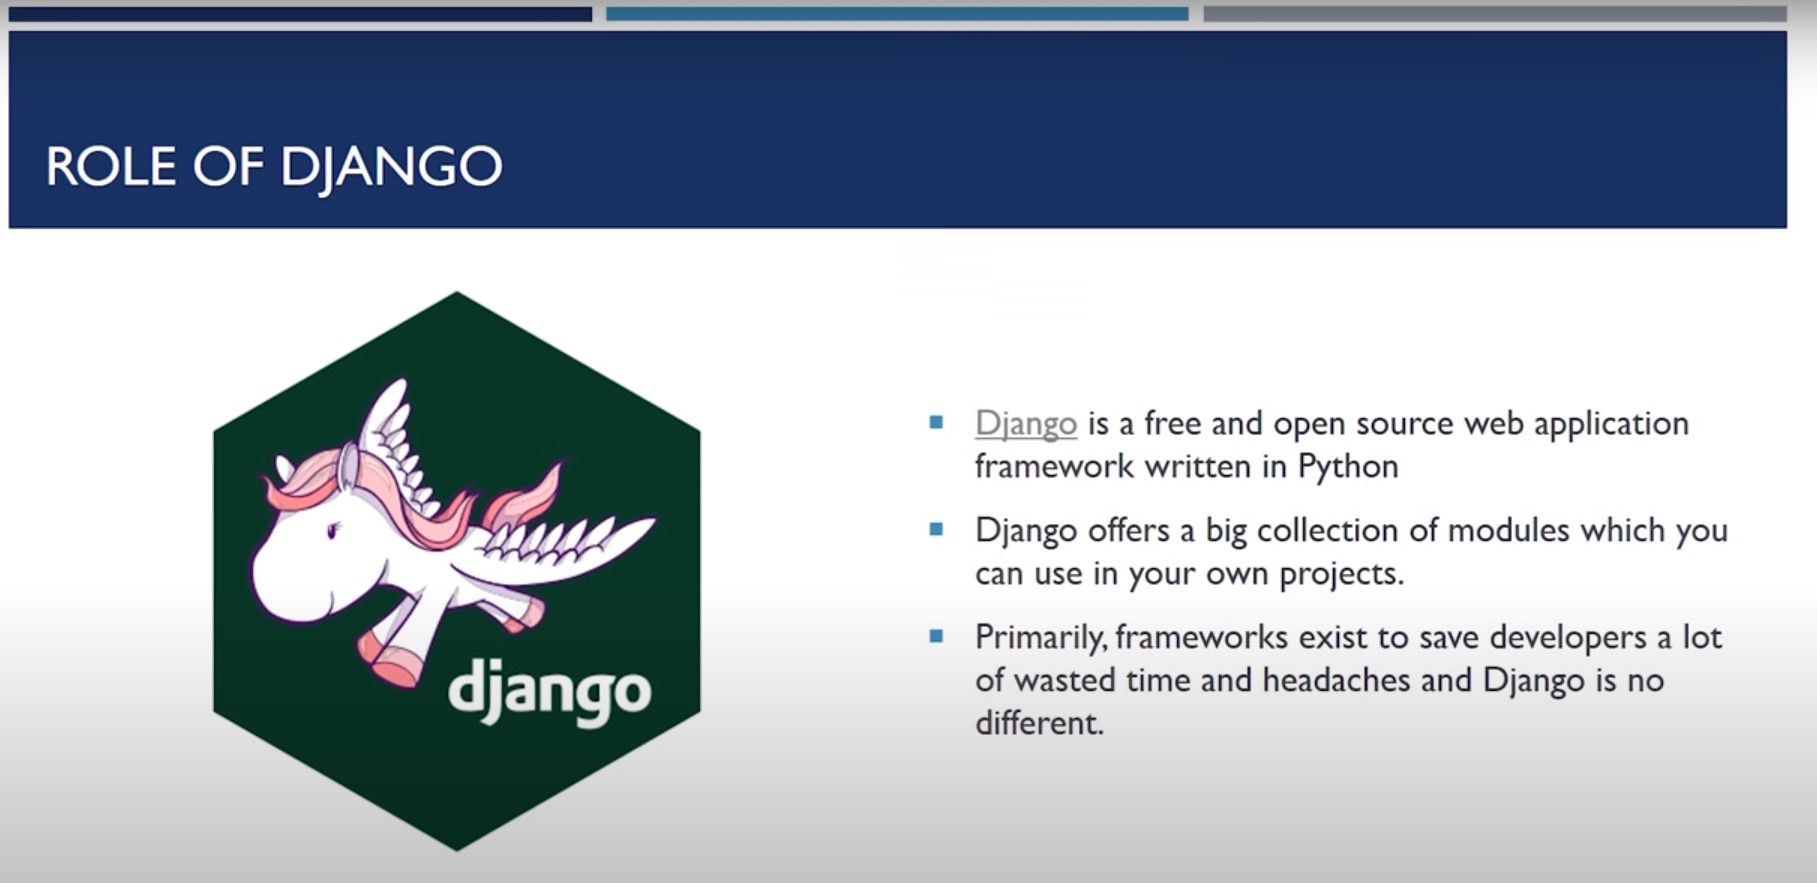 ROLE OF DJANGO
django
Django is a free and open source web application
framework written in Python
Django offers a big collection of modules which you
can use in your own projects.
Primarily, frameworks exist to save developers a lot
of wasted time and headaches and Django is no
different.